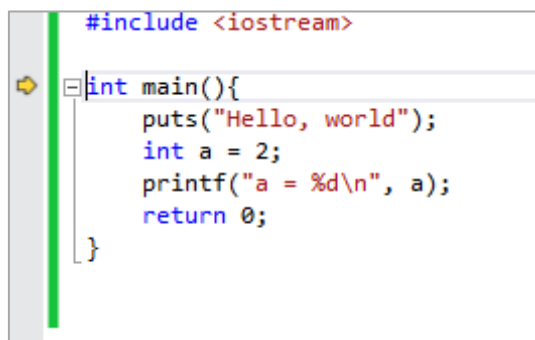 #include <iostream>
int main(){
puts("Hello, world");
int a = 2;
printf("a = %d\n", a);
return 0;
}